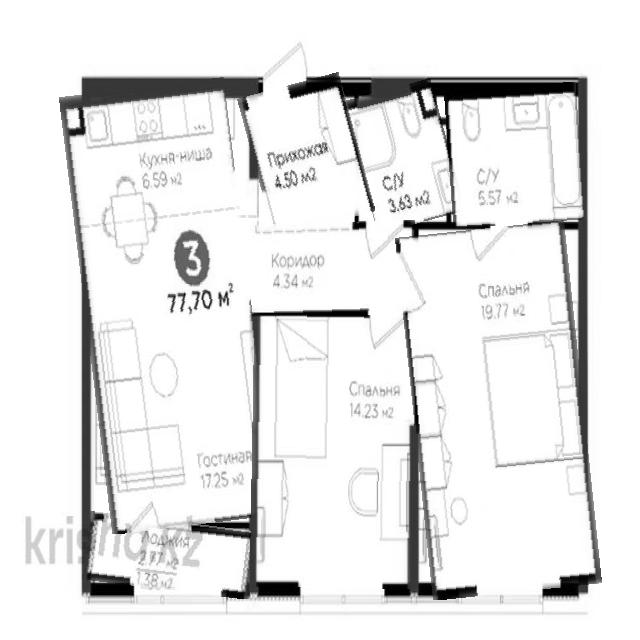 Кухня-ниша
6.59 м2
Прихожая
4.50 м2
С/У
3.63 м2
С/У
5.57 м2
3
77,70 м2
Коридор
4.34 м2
Спальня
19.77 м2
Спальня
14.23 м2
Гостиная
17.25 м2
Лоджия
2.77 м2
1.38 м2
krisha.kz